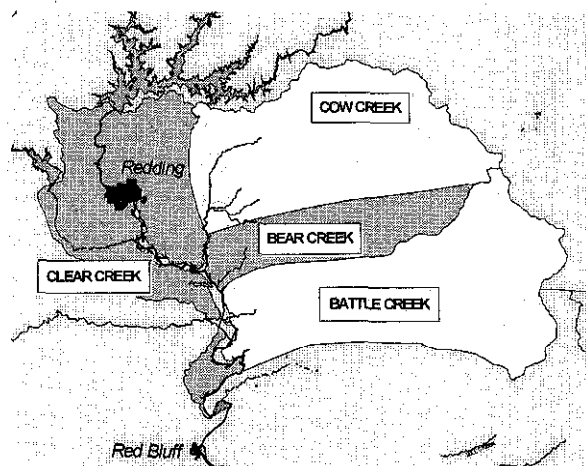 COW CREEK
Redding
BEAR CREEK
CLEAR CREEK
BATTLE CREEK
Red Bluff